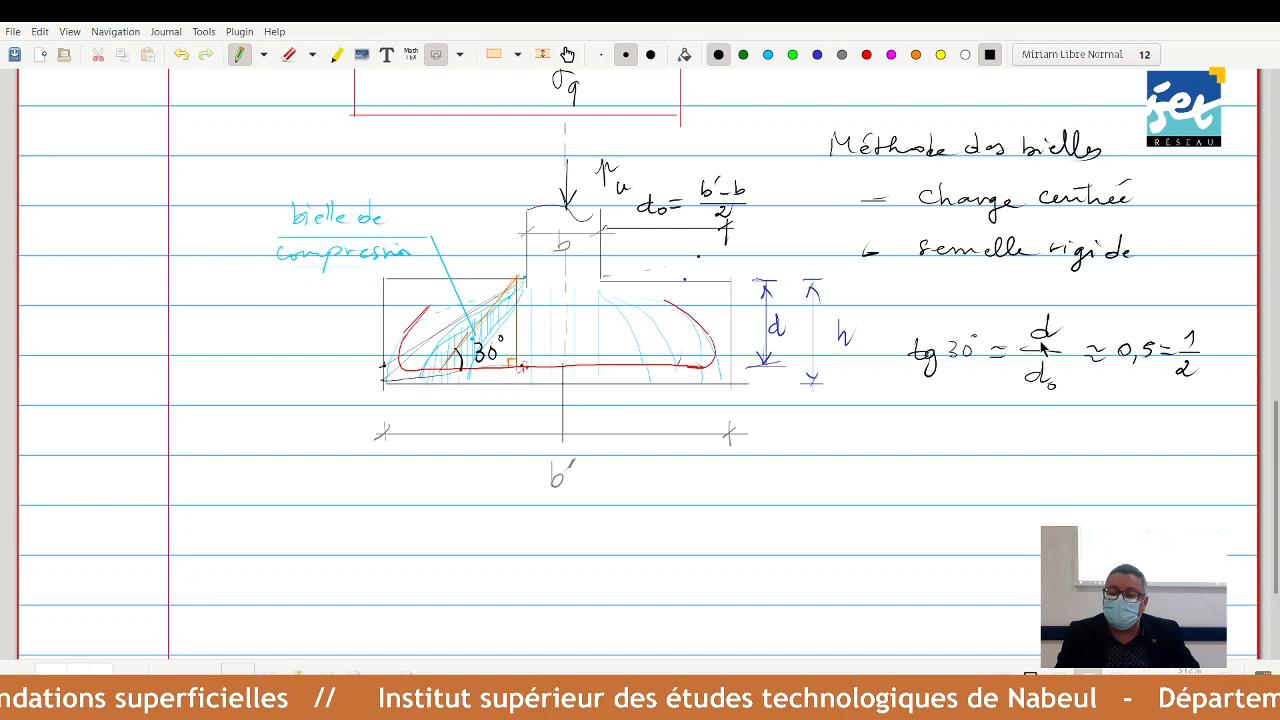 File Edit View Navigation Journal Tools Plugin Help
T Math TEX Miriam Libre Normal 12
σq
iset
RÉSEAU
Méthode des bielles
Pu
d₀ = b'-b / 2
- charge centrée
bielle de
compression
b
- semelle rigide
d
h
30°
tg 30° ≃ d / d₀ ≈ 0,5 = 1 / 2
b'
ndations superficielles // Institut supérieur des études technologiques de Nabeul - Départem